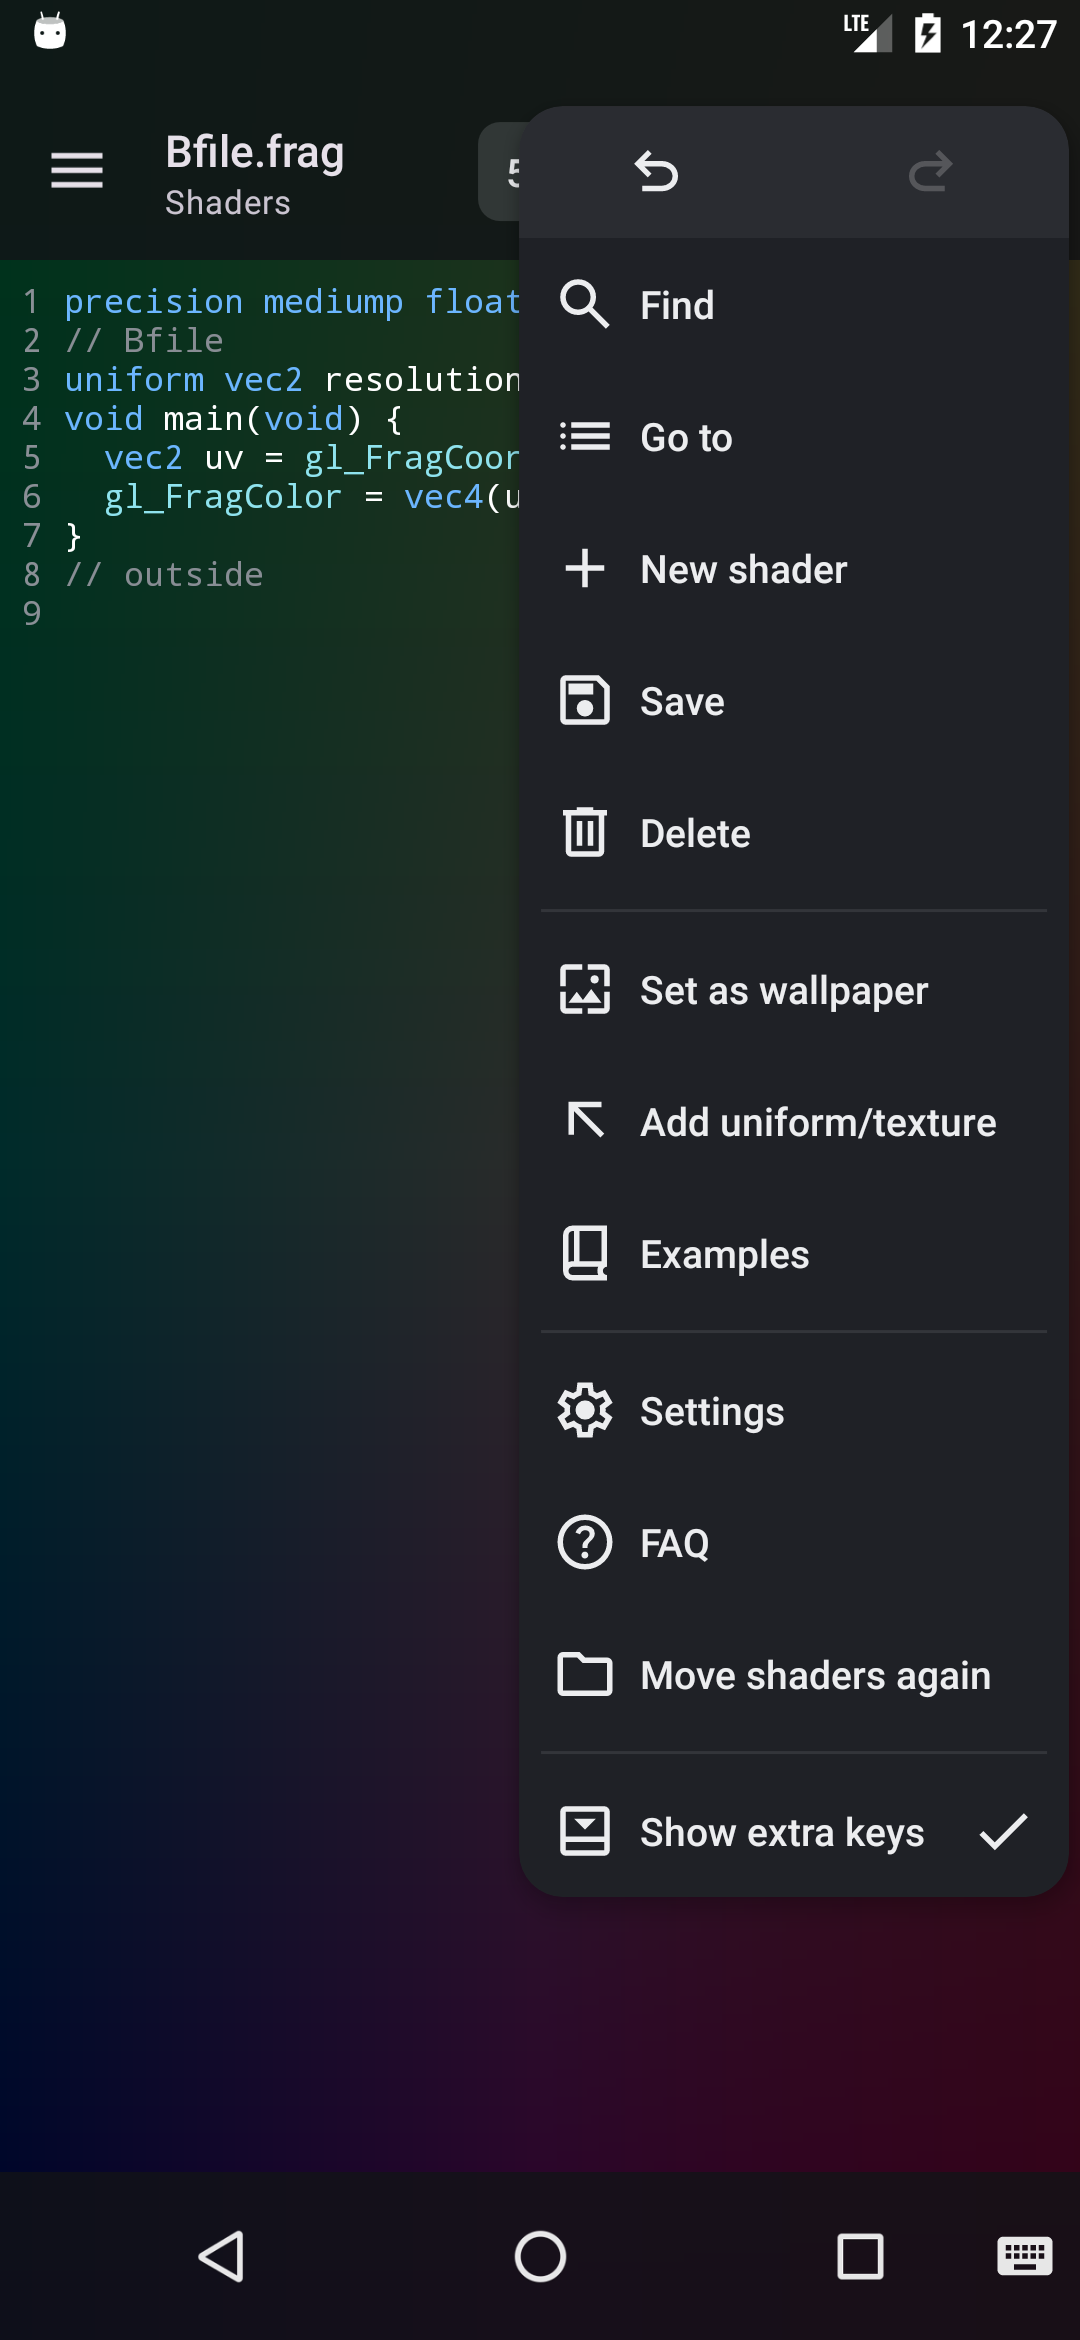 LTE 12:27
Bfile.frag
Shaders
5
1 precision mediump float
2 // Bfile
3 uniform vec2 resolution
4 void main(void) {
5 vec2 uv = gl_FragCoor
6 gl_FragColor = vec4(u
7 }
8 // outside
9
Find
Go to
New shader
Save
Delete
Set as wallpaper
Add uniform/texture
Examples
Settings
FAQ
Move shaders again
Show extra keys